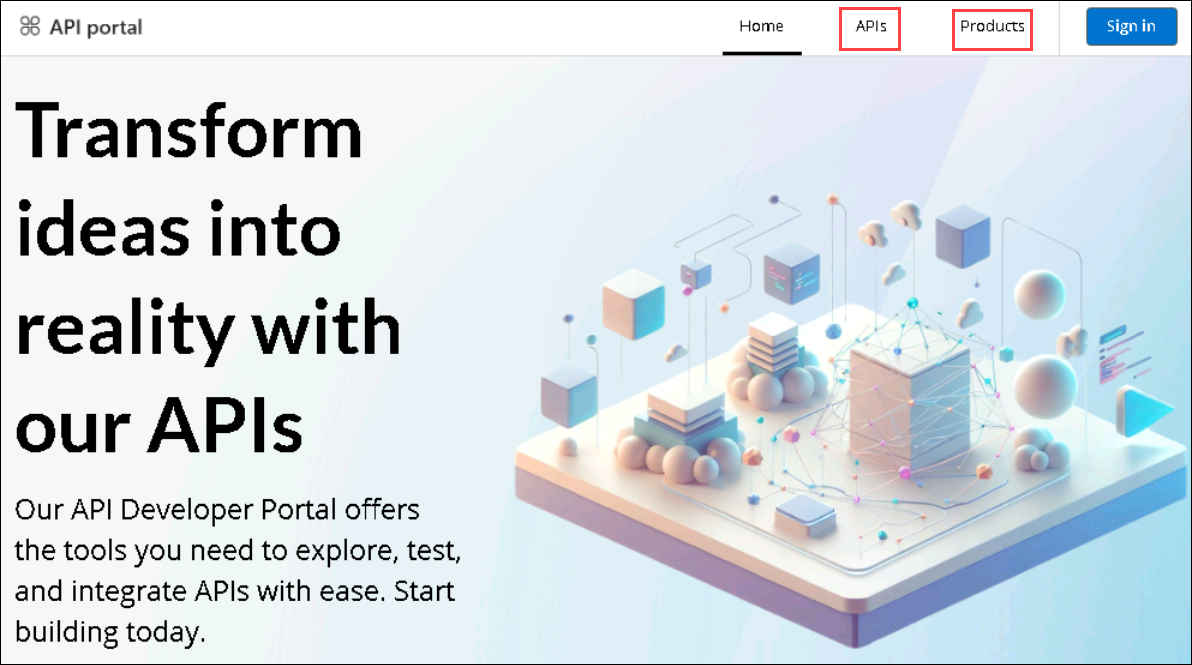 API portal
Home
APIs
Products
Sign in
Transform
ideas into
reality with
our APIs
Our API Developer Portal offers
the tools you need to explore, test,
and integrate APIs with ease. Start
building today.